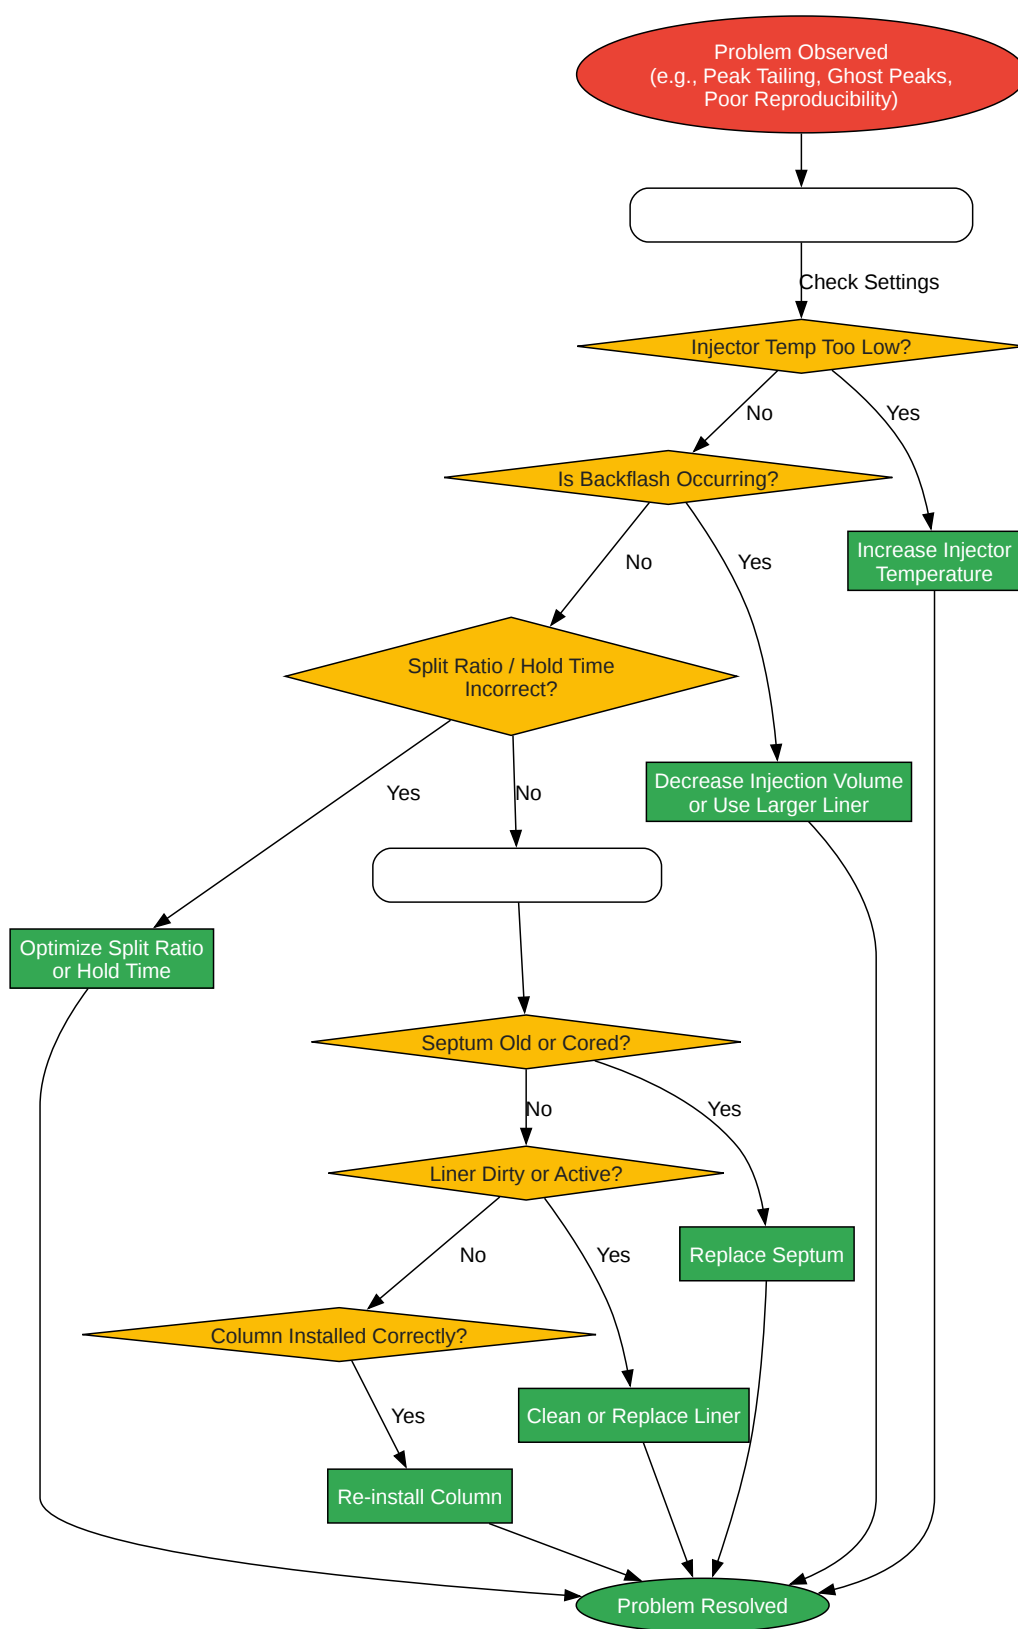 Problem Observed
(e.g., Peak Tailing, Ghost Peaks,
Poor Reproducibility)
Check Settings
Injector Temp Too Low?
No
Yes
Is Backflash Occurring?
Increase Injector
Temperature
No
Yes
Split Ratio / Hold Time
Incorrect?
Decrease Injection Volume
or Use Larger Liner
Yes
No
Optimize Split Ratio
or Hold Time
Septum Old or Cored?
No
Yes
Liner Dirty or Active?
No
Yes
Replace Septum
Column Installed Correctly?
Yes
Clean or Replace Liner
Re-install Column
Problem Resolved